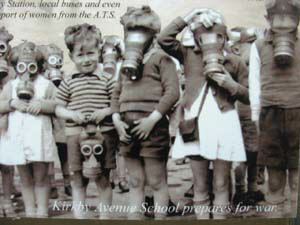 y Station, local buses and even
port of women from the A.T.S.
Kirkby Avenue School prepares for war.